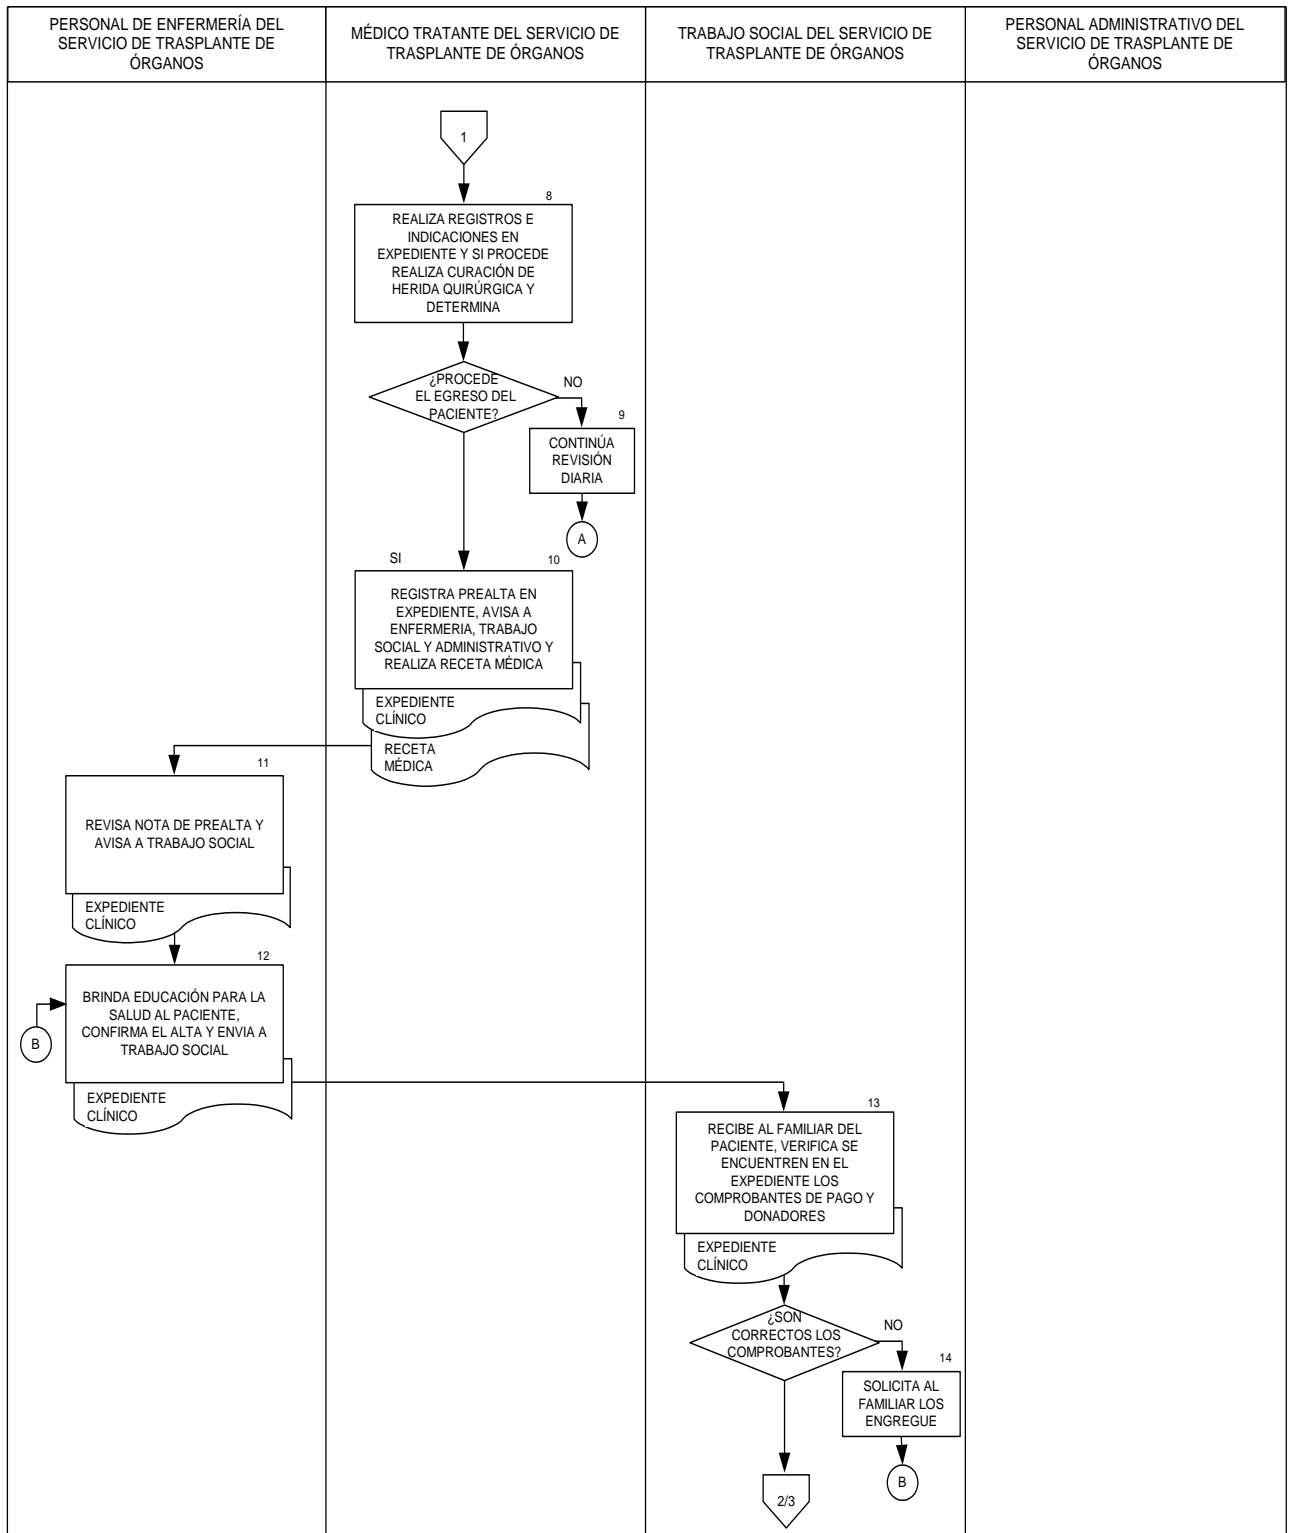 PERSONAL DE ENFERMERÍA DEL
SERVICIO DE TRASPLANTE DE
ÓRGANOS
MÉDICO TRATANTE DEL SERVICIO DE
TRASPLANTE DE ÓRGANOS
TRABAJO SOCIAL DEL SERVICIO DE
TRASPLANTE DE ÓRGANOS
PERSONAL ADMINISTRATIVO DEL
SERVICIO DE TRASPLANTE DE
ÓRGANOS
1
8
REALIZA REGISTROS E
INDICACIONES EN
EXPEDIENTE Y SI PROCEDE
REALIZA CURACIÓN DE
HERIDA QUIRÚRGICA Y
DETERMINA
¿PROCEDE
EL EGRESO DEL
PACIENTE?
NO
9
CONTINÚA
REVISIÓN
DIARIA
A
SI
10
REGISTRA PREALTA EN
EXPEDIENTE, AVISA A
ENFERMERIA, TRABAJO
SOCIAL Y ADMINISTRATIVO Y
REALIZA RECETA MÉDICA
EXPEDIENTE
CLÍNICO
RECETA
MÉDICA
11
REVISA NOTA DE PREALTA Y
AVISA A TRABAJO SOCIAL
EXPEDIENTE
CLÍNICO
12
BRINDA EDUCACIÓN PARA LA
SALUD AL PACIENTE,
CONFIRMA EL ALTA Y ENVIA A
TRABAJO SOCIAL
B
EXPEDIENTE
CLÍNICO
13
RECIBE AL FAMILIAR DEL
PACIENTE, VERIFICA SE
ENCUENTREN EN EL
EXPEDIENTE LOS
COMPROBANTES DE PAGO Y
DONADORES
EXPEDIENTE
CLÍNICO
¿SON
CORRECTOS LOS
COMPROBANTES?
NO
14
SOLICITA AL
FAMILIAR LOS
ENGREGUE
B
2/3